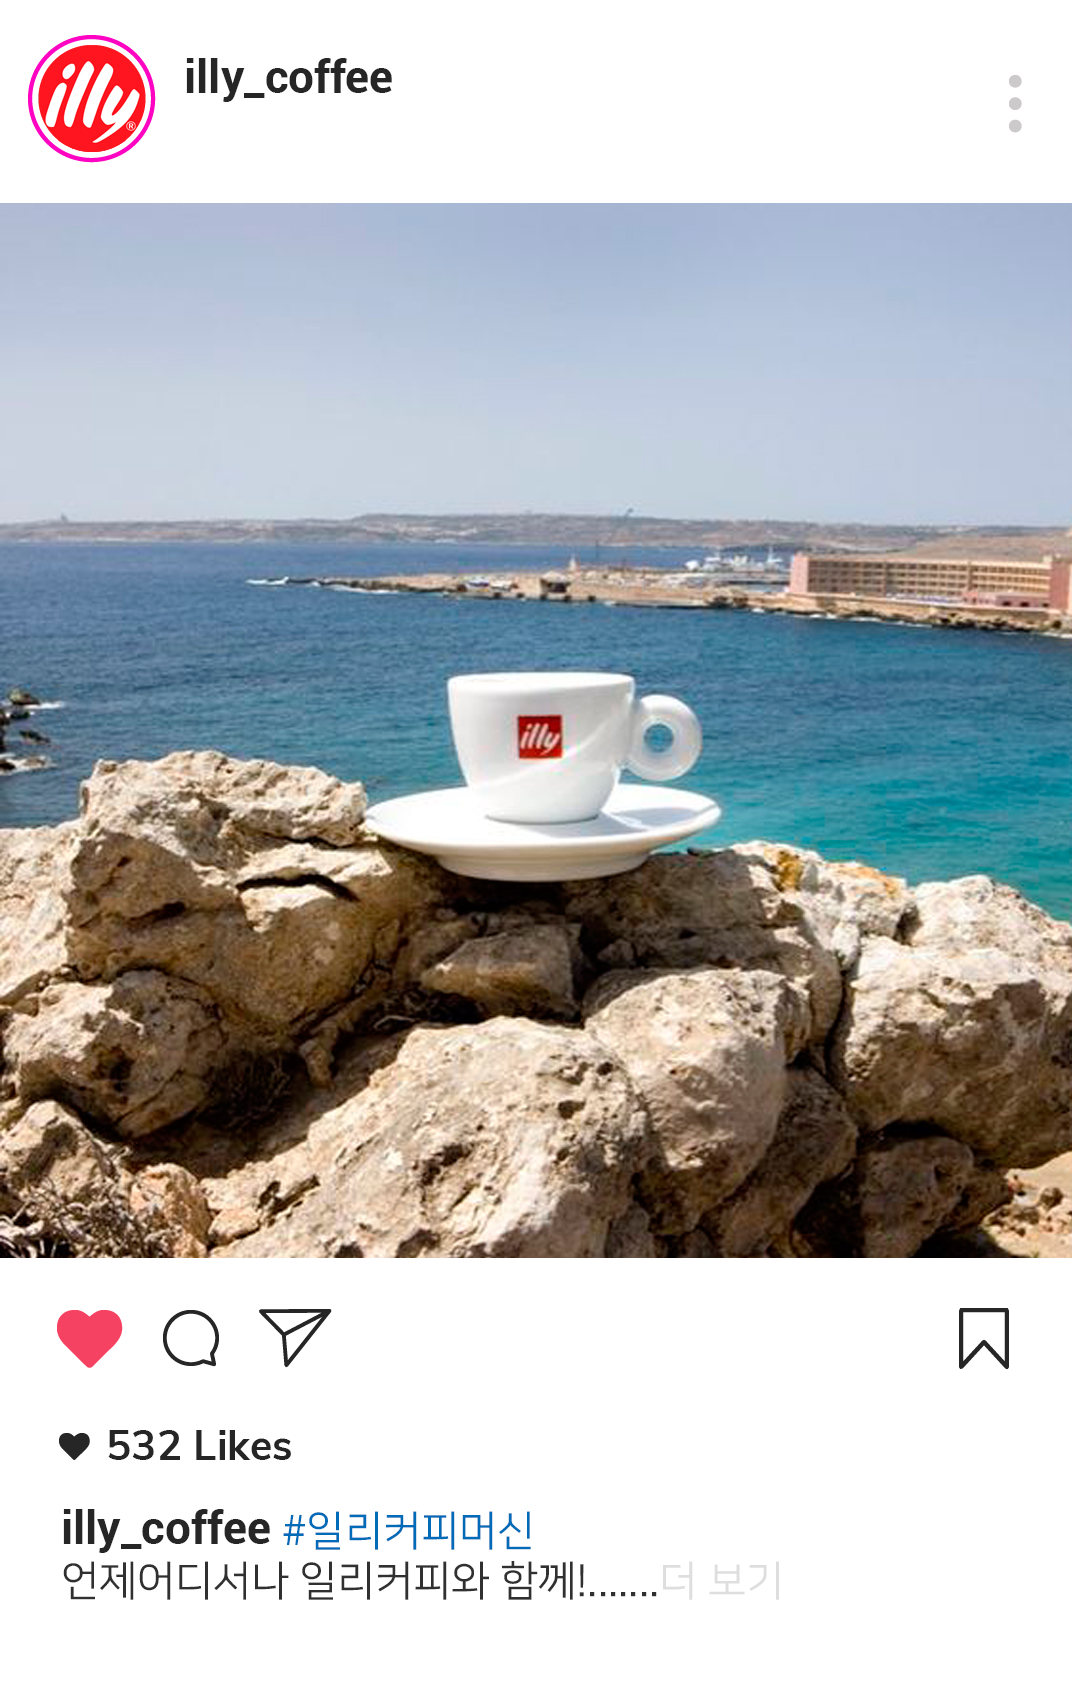 illy®
illy_coffee
illy
532 Likes
illy_coffee #일리커피머신
언제어디서나 일리커피와 함께!.......더 보기